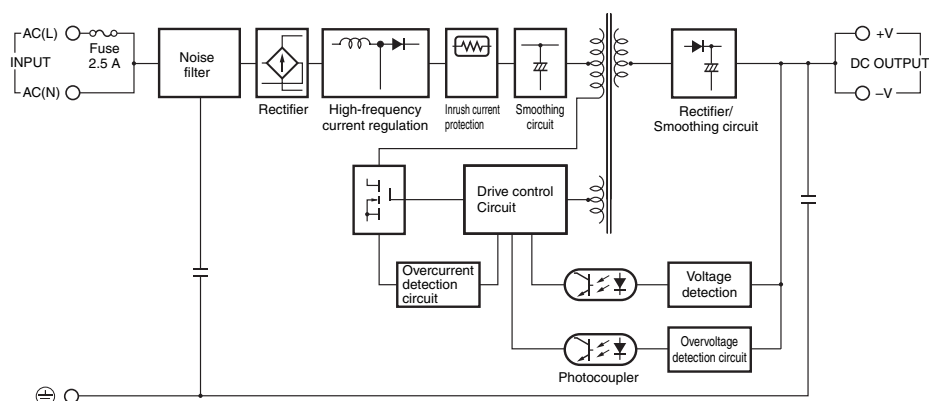 AC(L)
Fuse
2.5 A
INPUT
AC(N)
Noise
filter
Rectifier
High-frequency
current regulation
Inrush current
protection
Smoothing
circuit
Rectifier/
Smoothing circuit
+V
DC OUTPUT
–V
Drive control
Circuit
Overcurrent
detection
circuit
Voltage
detection
Overvoltage
detection circuit
Photocoupler